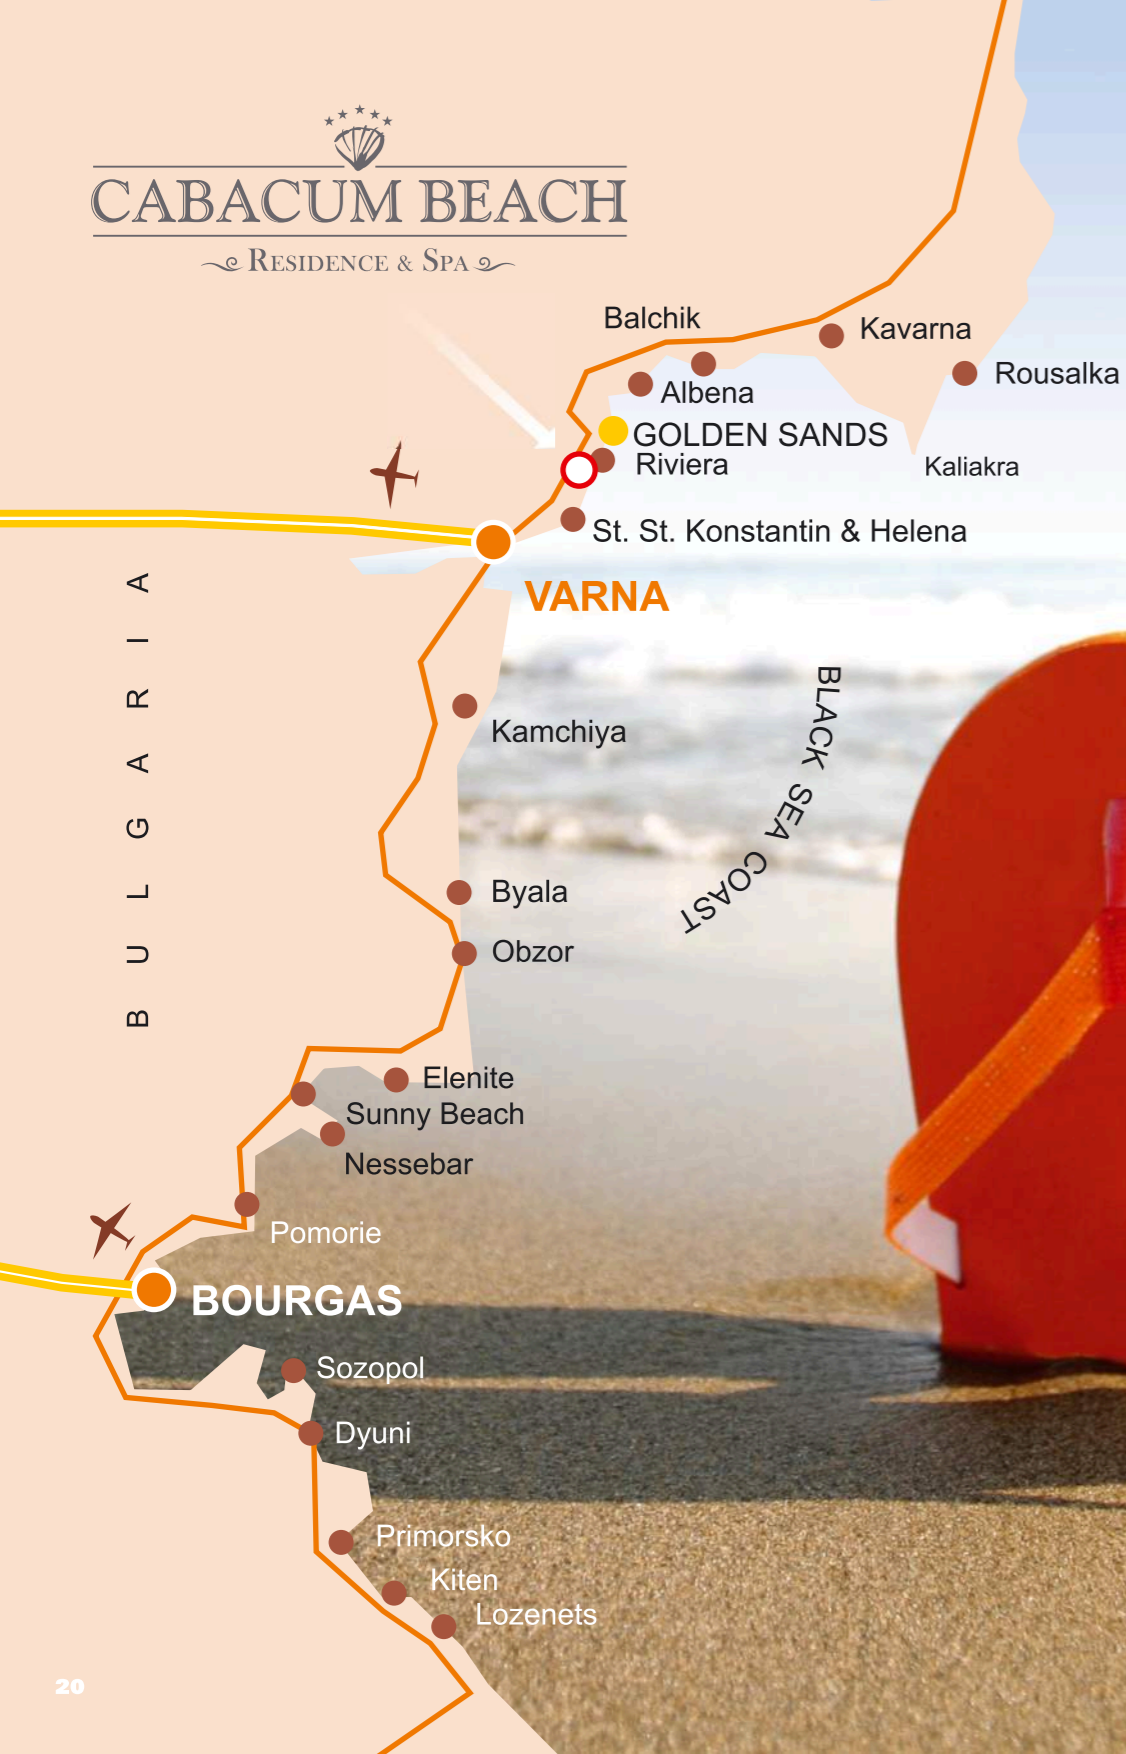 CABACUM BEACH
RESIDENCE & SPA
Balchik
Kavarna
Rousalka
Albena
GOLDEN SANDS
Riviera
Kaliakra
St. St. Konstantin & Helena
VARNA
BULGARIA
BLACK SEA COAST
Kamchiya
Byala
Obzor
Elenite
Sunny Beach
Nessebar
Pomorie
BOURGAS
Sozopol
Dyuni
Primorsko
Kiten
Lozenets
20